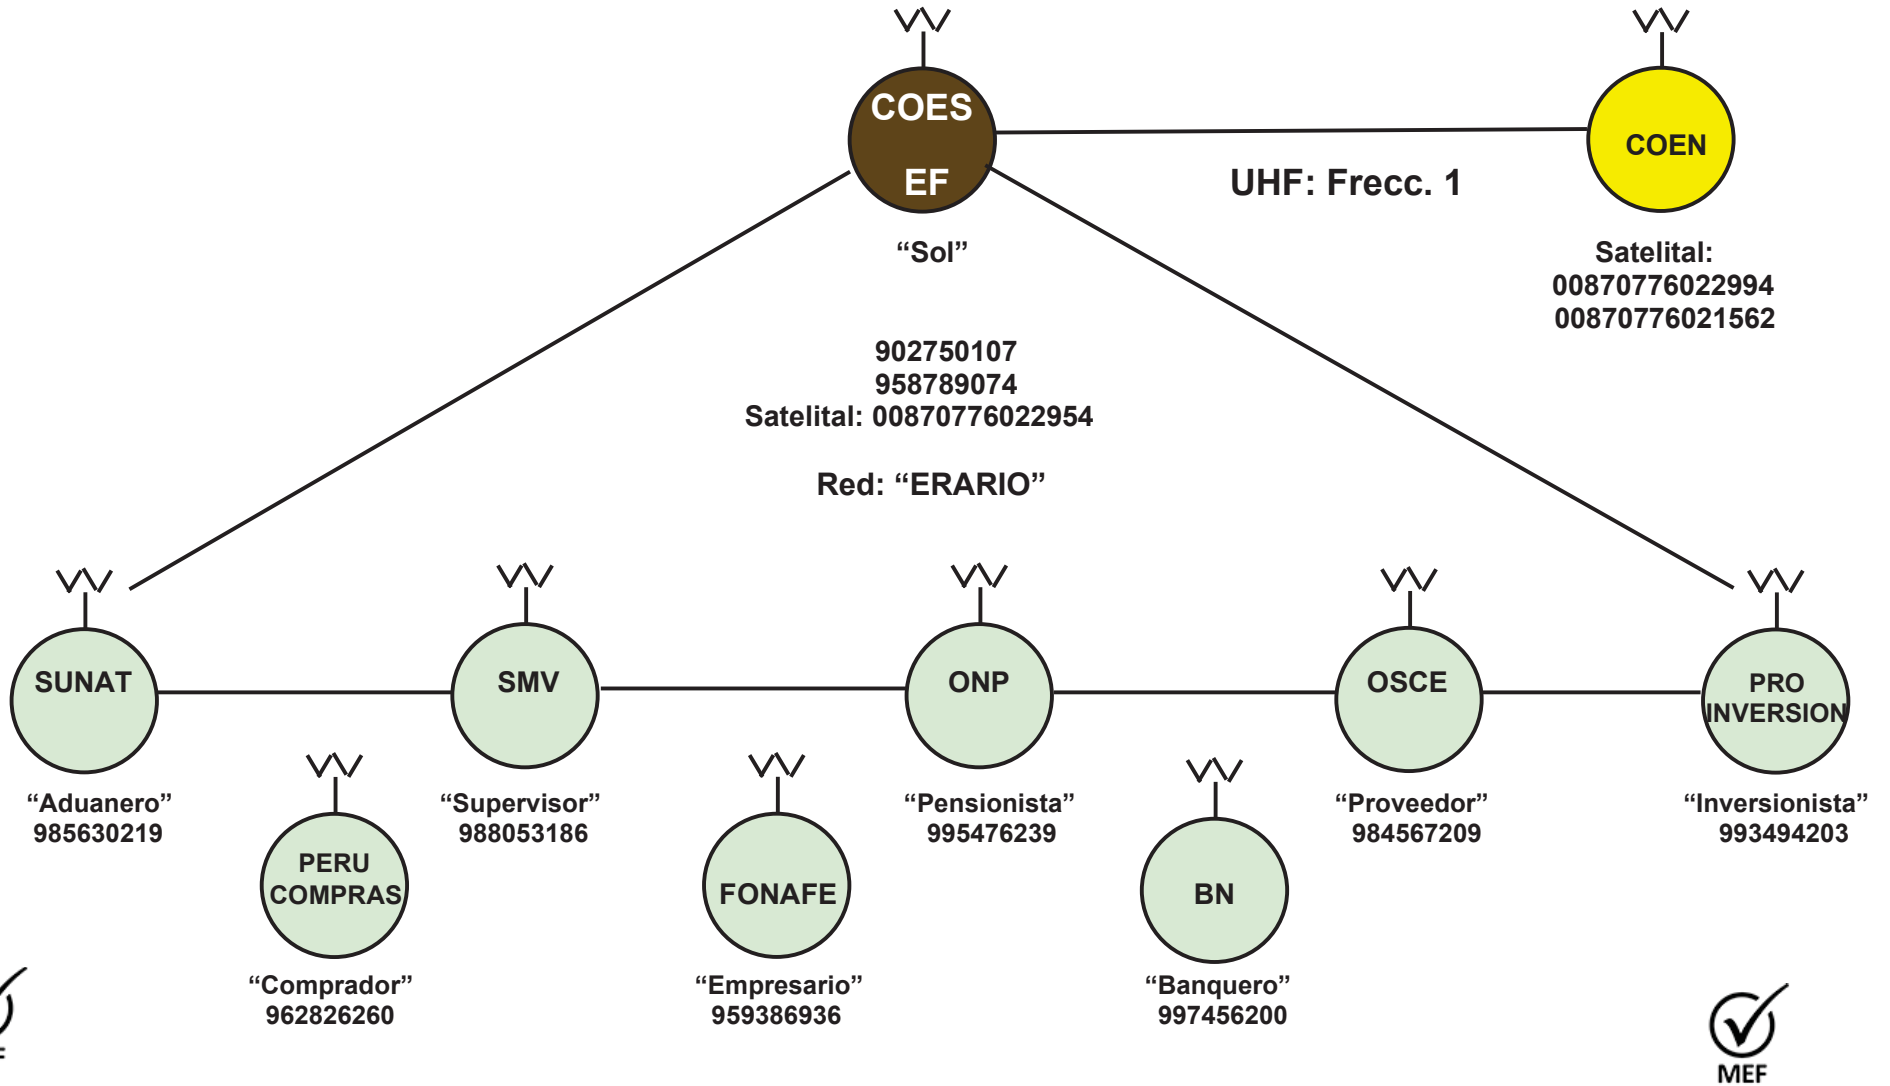 COES
EF
COEN
UHF: Frecc. 1
“Sol”
Satelital:
00870776022994
00870776021562
902750107
958789074
Satelital: 00870776022954
Red: “ERARIO”
SUNAT
SMV
ONP
OSCE
PRO
INVERSION
“Aduanero”
985630219
“Supervisor”
988053186
“Pensionista”
995476239
“Proveedor”
984567209
“Inversionista”
993494203
PERU
COMPRAS
FONAFE
BN
“Comprador”
962826260
“Empresario”
959386936
“Banquero”
997456200
F
MEF